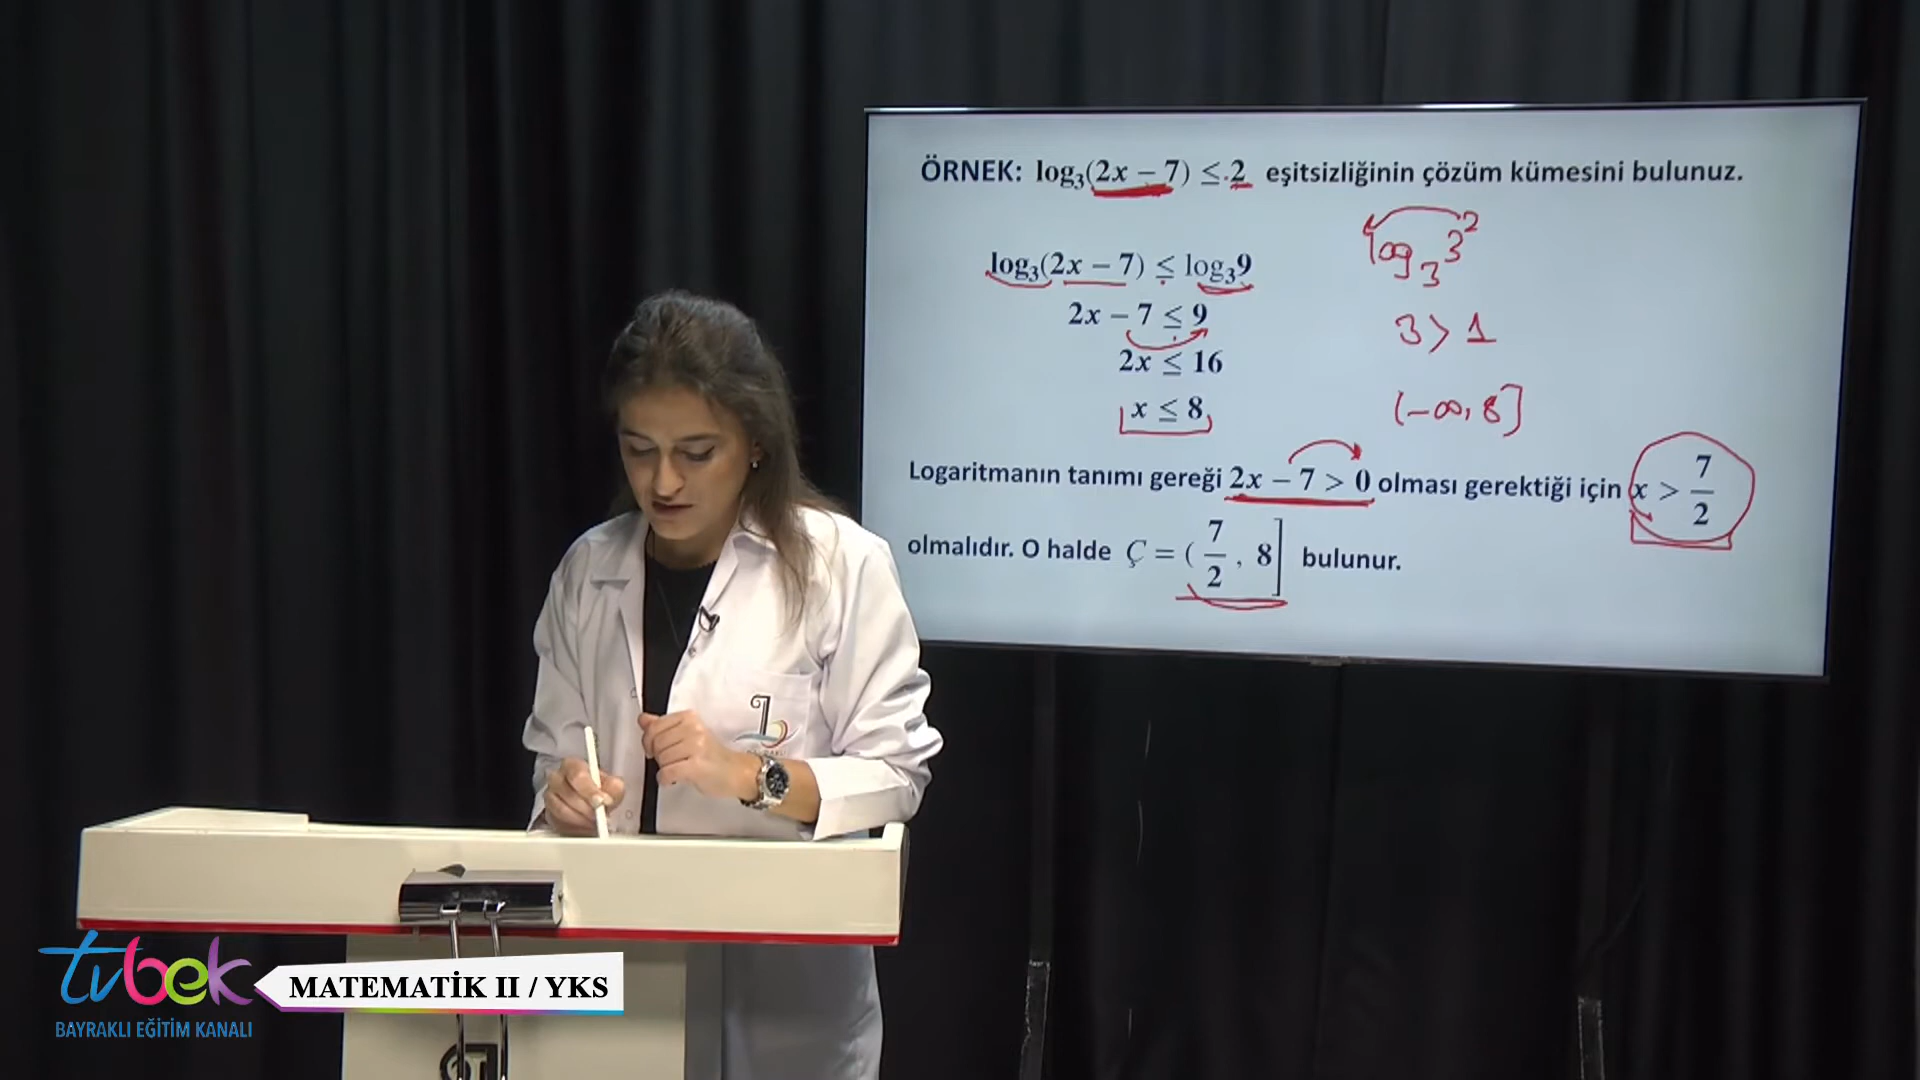 ÖRNEK: log₃(2x − 7) ≤ 2 eşitsizliğinin çözüm kümesini bulunuz.
log₃(2x − 7) ≤ log₃9
2x − 7 ≤ 9
2x ≤ 16
x ≤ 8
log₃3²
3 > 1
(−∞, 8]
Logaritmanın tanımı gereği 2x − 7 > 0 olması gerektiği için x > 7/2
olmalıdır. O halde Ç = (7/2, 8] bulunur.
tvbek
BAYRAKLI EĞİTİM KANALI
MATEMATİK II / YKS